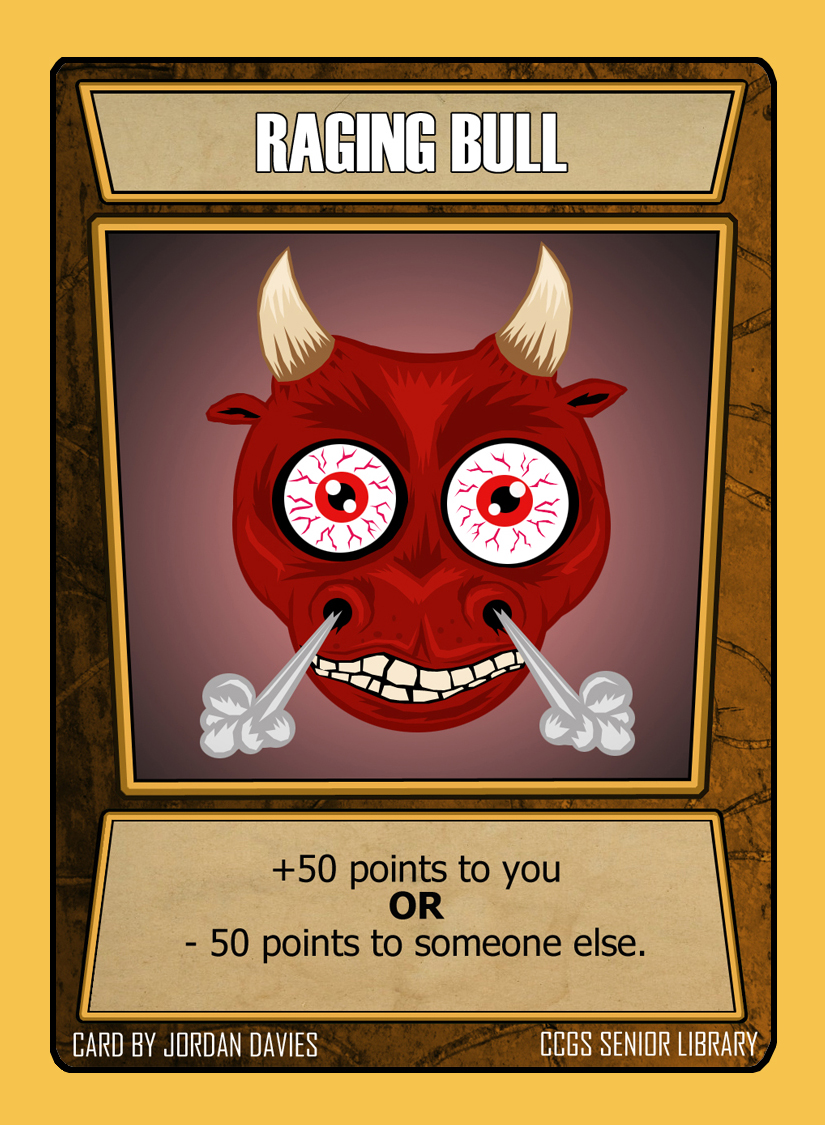 RAGING BULL
+50 points to you
OR
- 50 points to someone else.
CARD BY JORDAN DAVIES
CCGS SENIOR LIBRARY